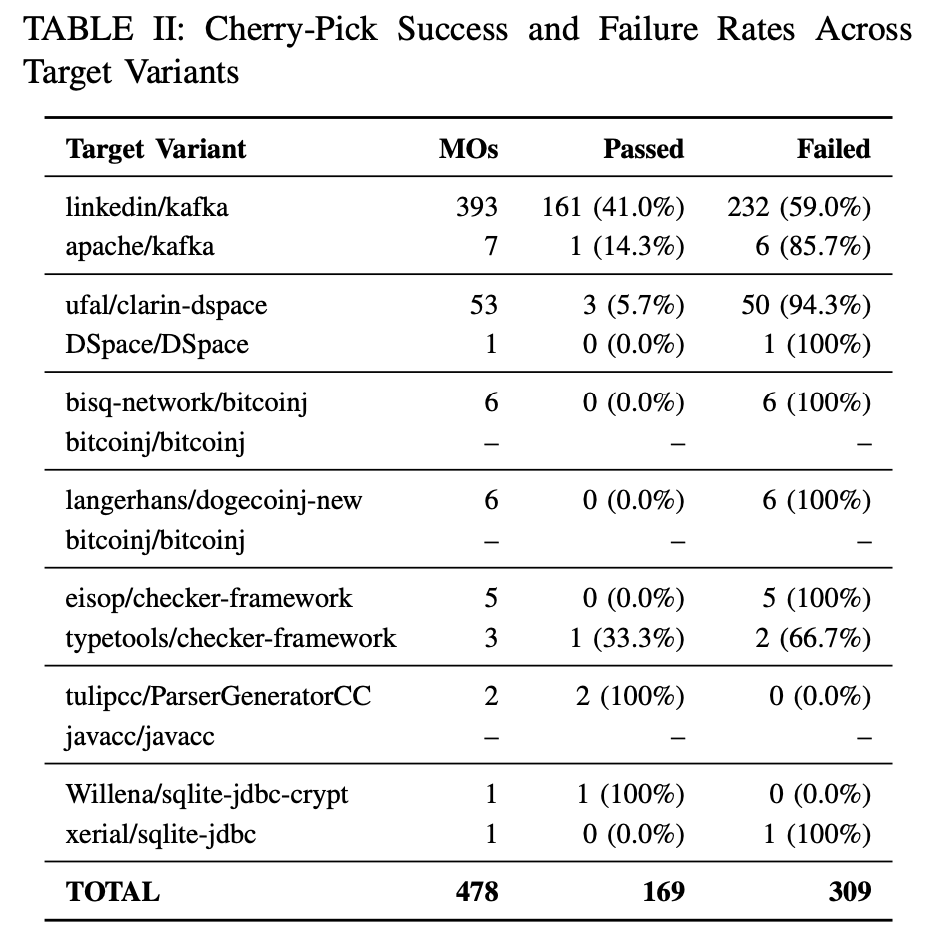 TABLE II: Cherry-Pick Success and Failure Rates Across
Target Variants
Target Variant MOs Passed Failed
linkedin/kafka 393 161 (41.0%) 232 (59.0%)
apache/kafka 7 1 (14.3%) 6 (85.7%)
ufal/clarin-dspace 53 3 (5.7%) 50 (94.3%)
DSpace/DSpace 1 0 (0.0%) 1 (100%)
bisq-network/bitcoinj 6 0 (0.0%) 6 (100%)
bitcoinj/bitcoinj – – –
langerhans/dogecoinj-new 6 0 (0.0%) 6 (100%)
bitcoinj/bitcoinj – – –
eisop/checker-framework 5 0 (0.0%) 5 (100%)
typetools/checker-framework 3 1 (33.3%) 2 (66.7%)
tulipcc/ParserGeneratorCC 2 2 (100%) 0 (0.0%)
javacc/javacc – – –
Willena/sqlite-jdbc-crypt 1 1 (100%) 0 (0.0%)
xerial/sqlite-jdbc 1 0 (0.0%) 1 (100%)
TOTAL 478 169 309